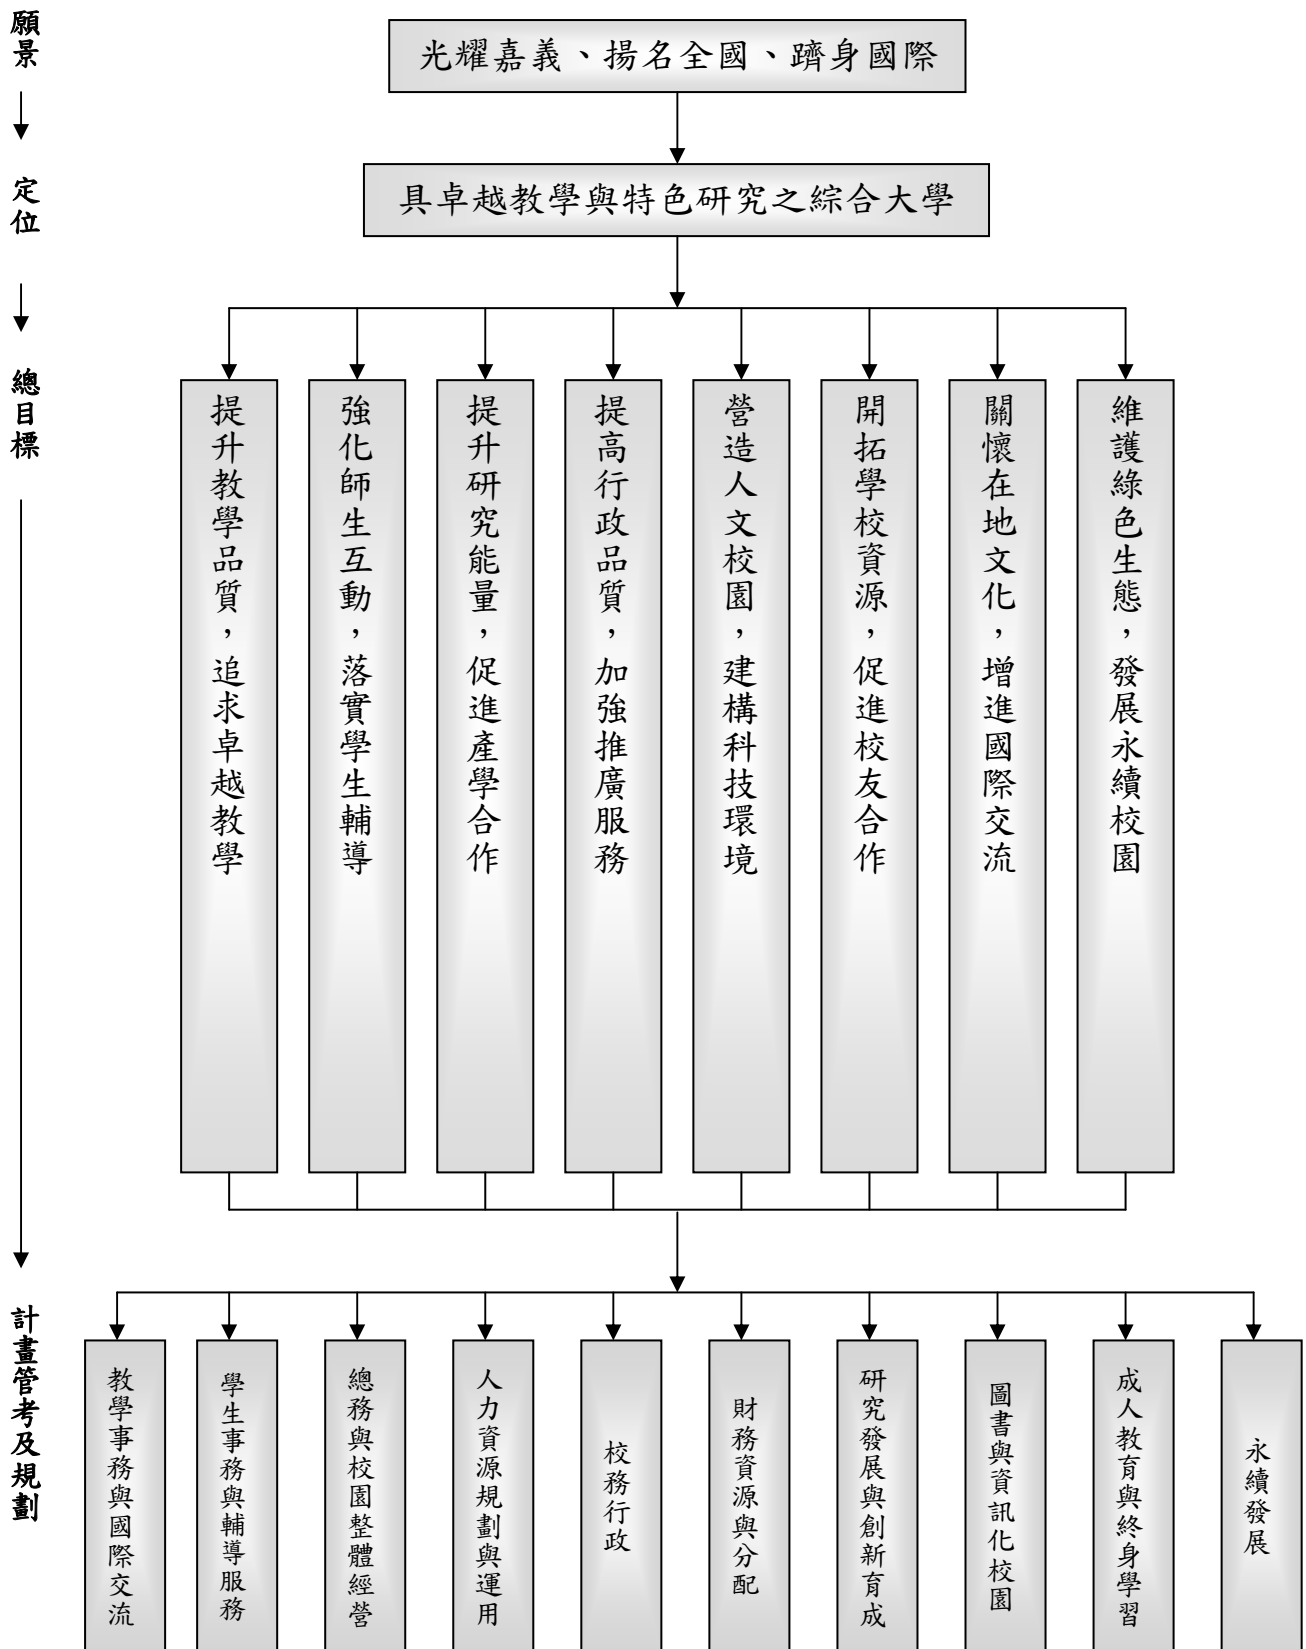 願景
光耀嘉義、揚名全國、躋身國際
定位
具卓越教學與特色研究之綜合大學
總目標
提升教學品質，追求卓越教學
強化師生互動，落實學生輔導
提升研究能量，促進產學合作
提高行政品質，加強推廣服務
營造人文校園，建構科技環境
開拓學校資源，促進校友合作
關懷在地文化，增進國際交流
維護綠色生態，發展永續校園
計畫管考及規劃
教學事務與國際交流
學生事務與輔導服務
總務與校園整體經營
人力資源規劃與運用
校務行政
財務資源與分配
研究發展與創新育成
圖書與資訊化校園
成人教育與終身學習
永續發展